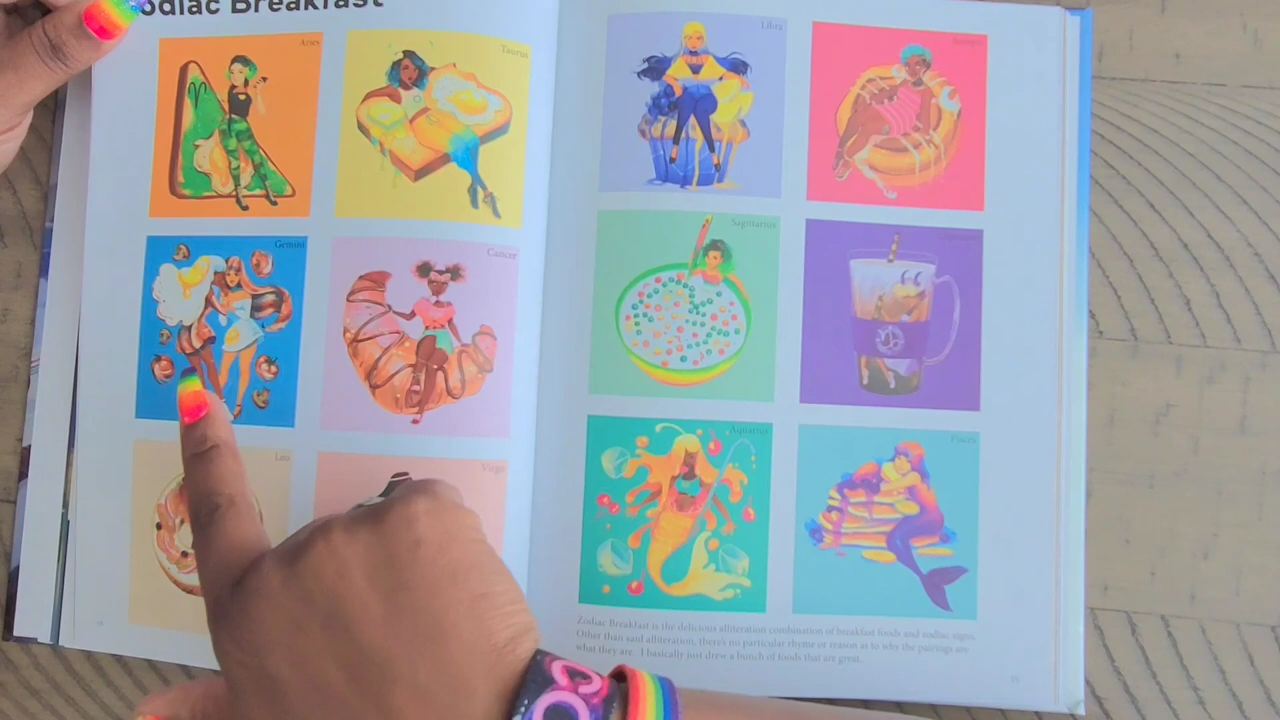 odiac Breakfast
Aries
Taurus
Gemini
Cancer
Leo
Virgo
Libra
Sagittarius
Aquarius
Pisces
Zodiac Breakfast is the delicious alliteration combination of breakfast foods and zodiac signs.
Other than said alliteration, there's no particular rhyme or reason as to why the pairings are
what they are. I basically just drew a bunch of foods that are great.